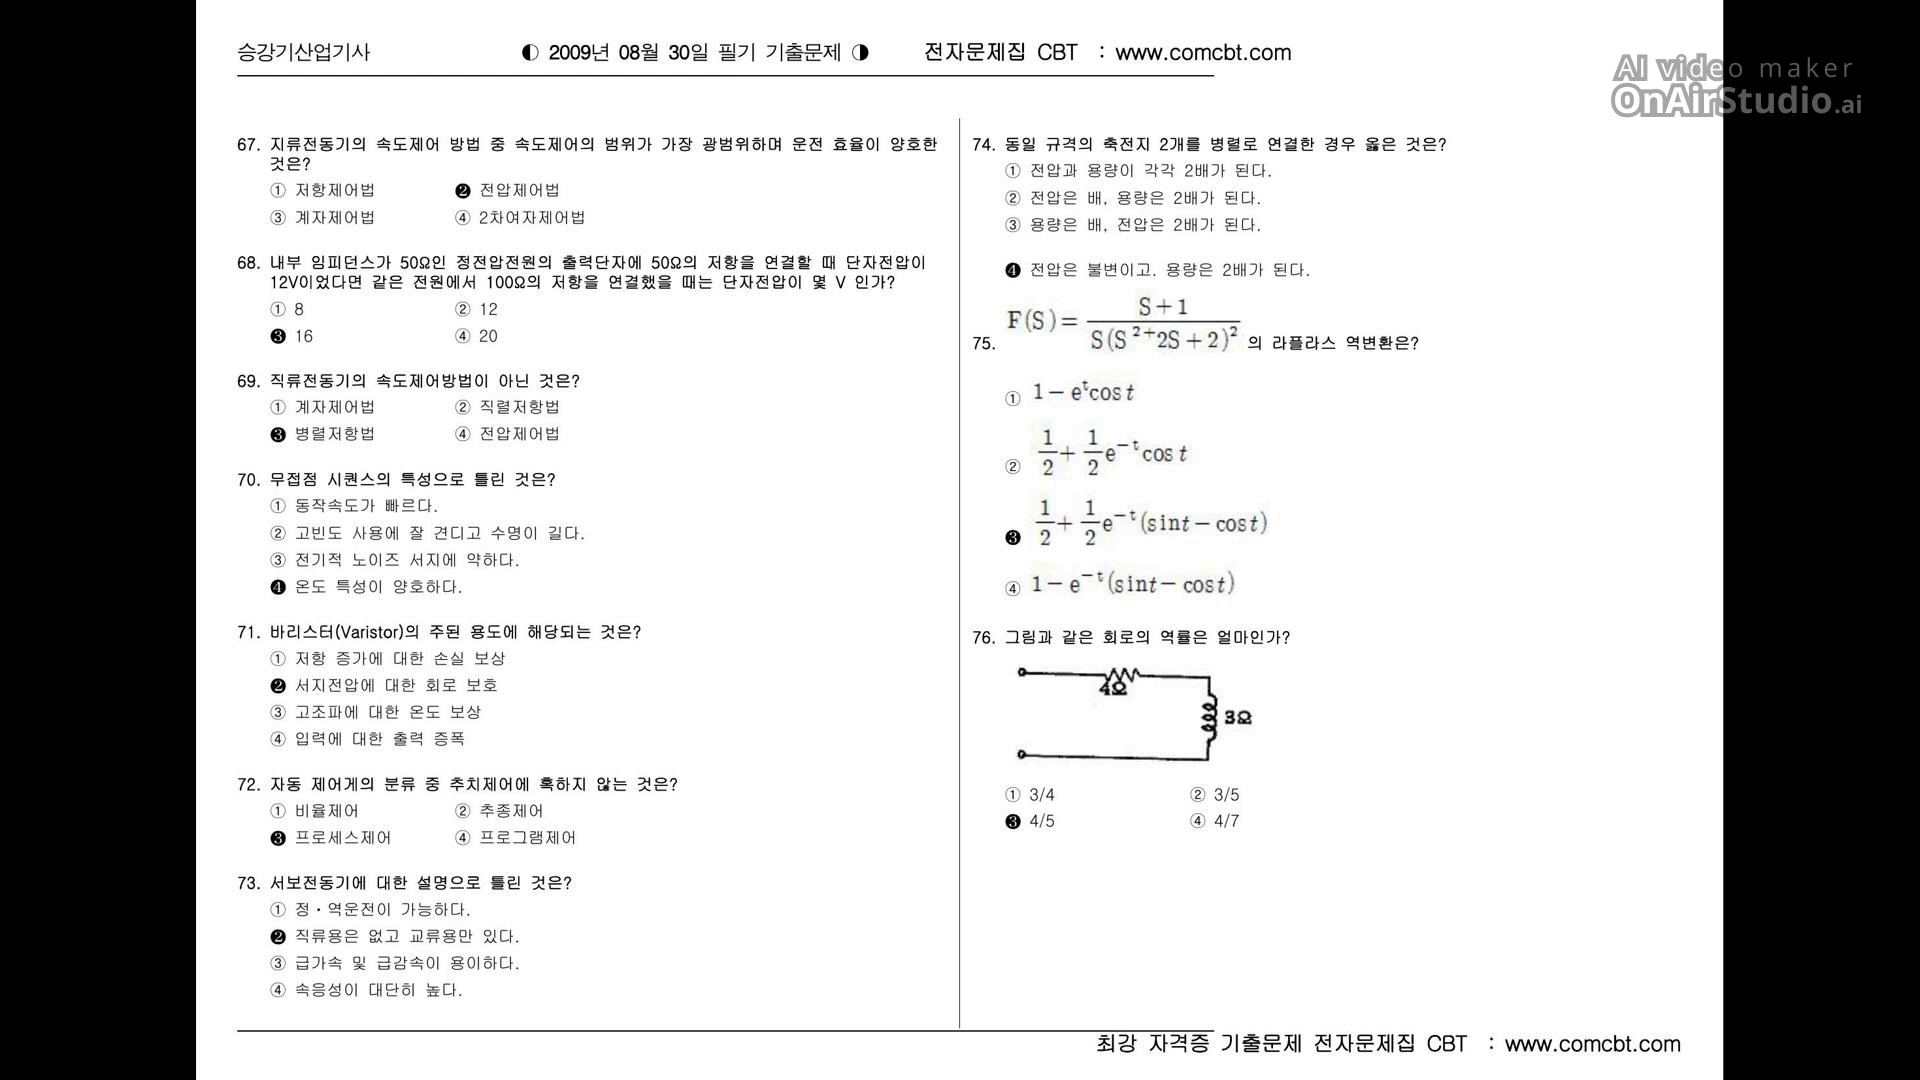 승강기산업기사
◐ 2009년 08월 30일 필기 기출문제 ◑
전자문제집 CBT : www.comcbt.com
AI video maker
OnAirStudio.ai
67. 지류전동기의 속도제어 방법 중 속도제어의 범위가 가장 광범위하며 운전 효율이 양호한
것은?
① 저항제어법 ❷ 전압제어법
③ 계자제어법 ④ 2차여자제어법
68. 내부 임피던스가 50Ω인 정전압전원의 출력단자에 50Ω의 저항을 연결할 때 단자전압이
12V이었다면 같은 전원에서 100Ω의 저항을 연결했을 때는 단자전압이 몇 V 인가?
① 8 ② 12
❸ 16 ④ 20
69. 직류전동기의 속도제어방법이 아닌 것은?
① 계자제어법 ② 직렬저항법
❸ 병렬저항법 ④ 전압제어법
70. 무접점 시퀀스의 특성으로 틀린 것은?
① 동작속도가 빠르다.
② 고빈도 사용에 잘 견디고 수명이 길다.
③ 전기적 노이즈 서지에 약하다.
❹ 온도 특성이 양호하다.
71. 바리스터(Varistor)의 주된 용도에 해당되는 것은?
① 저항 증가에 대한 손실 보상
❷ 서지전압에 대한 회로 보호
③ 고조파에 대한 온도 보상
④ 입력에 대한 출력 증폭
72. 자동 제어게의 분류 중 추치제어에 혹하지 않는 것은?
① 비율제어 ② 추종제어
❸ 프로세스제어 ④ 프로그램제어
73. 서보전동기에 대한 설명으로 틀린 것은?
① 정·역운전이 가능하다.
❷ 직류용은 없고 교류용만 있다.
③ 급가속 및 급감속이 용이하다.
④ 속응성이 대단히 높다.
74. 동일 규격의 축전지 2개를 병렬로 연결한 경우 옳은 것은?
① 전압과 용량이 각각 2배가 된다.
② 전압은 배, 용량은 2배가 된다.
③ 용량은 배, 전압은 2배가 된다.
❹ 전압은 불변이고. 용량은 2배가 된다.
75. F(S) = (S+1)/(S(S²⁺2S+2)²) 의 라플라스 역변환은?
① 1−eᵗcos t
② 1/2 + 1/2 e⁻ᵗcos t
❸ 1/2 + 1/2 e⁻ᵗ(sint−cost)
④ 1−e⁻ᵗ(sint−cost)
76. 그림과 같은 회로의 역률은 얼마인가?
4Ω
3Ω
① 3/4 ② 3/5
❸ 4/5 ④ 4/7
최강 자격증 기출문제 전자문제집 CBT : www.comcbt.com